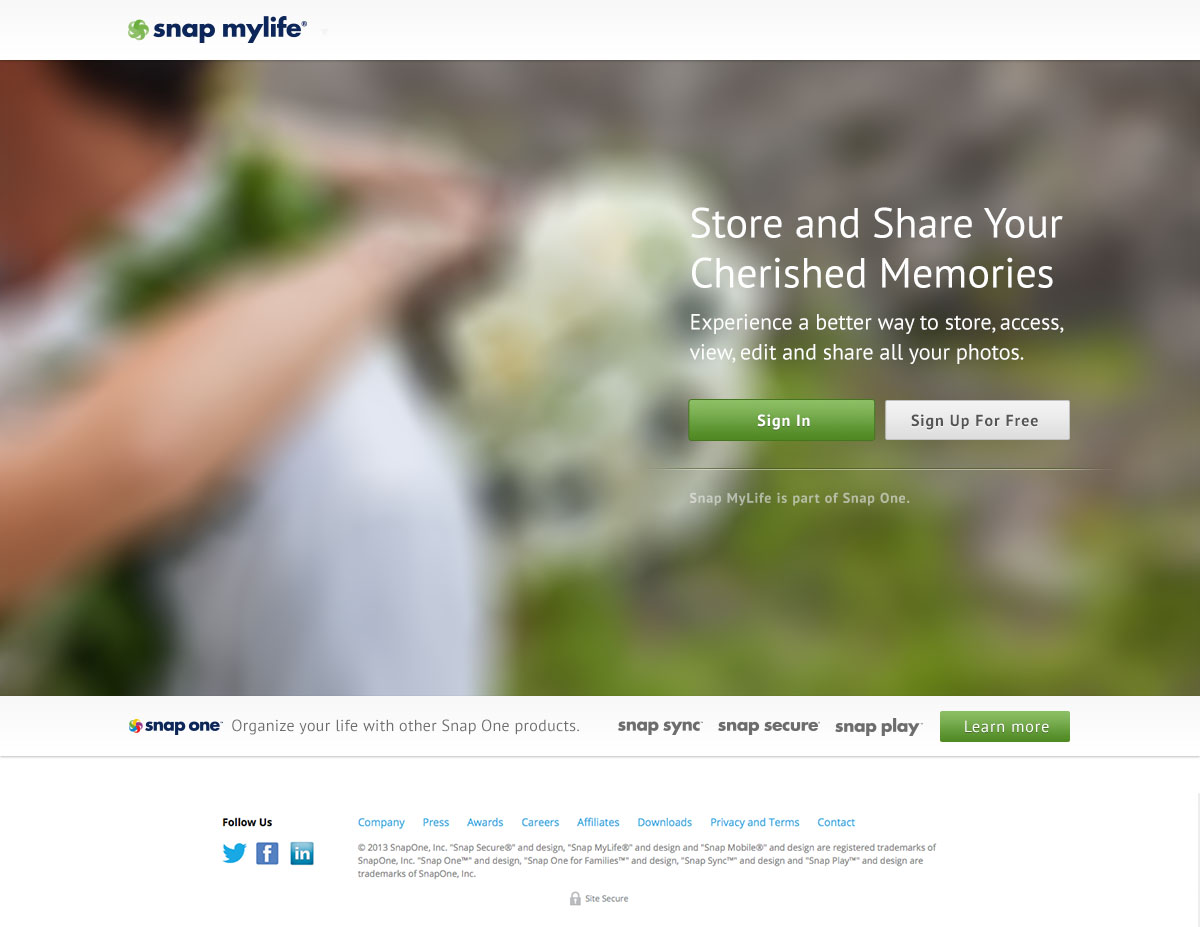 snap mylife®
Store and Share Your
Cherished Memories
Experience a better way to store, access,
view, edit and share all your photos.
Sign In
Sign Up For Free
Snap MyLife is part of Snap One.
snap one™ Organize your life with other Snap One products. snap sync™ snap secure® snap play™ Learn more
Follow Us
Company Press Awards Careers Affiliates Downloads Privacy and Terms Contact
© 2013 SnapOne, Inc. "Snap Secure®" and design, "Snap MyLife®" and design and "Snap Mobile®" and design are registered trademarks of
SnapOne, Inc. "Snap One™" and design, "Snap One for Families™" and design, "Snap Sync™" and design and "Snap Play™" and design are
trademarks of SnapOne, Inc.
Site Secure